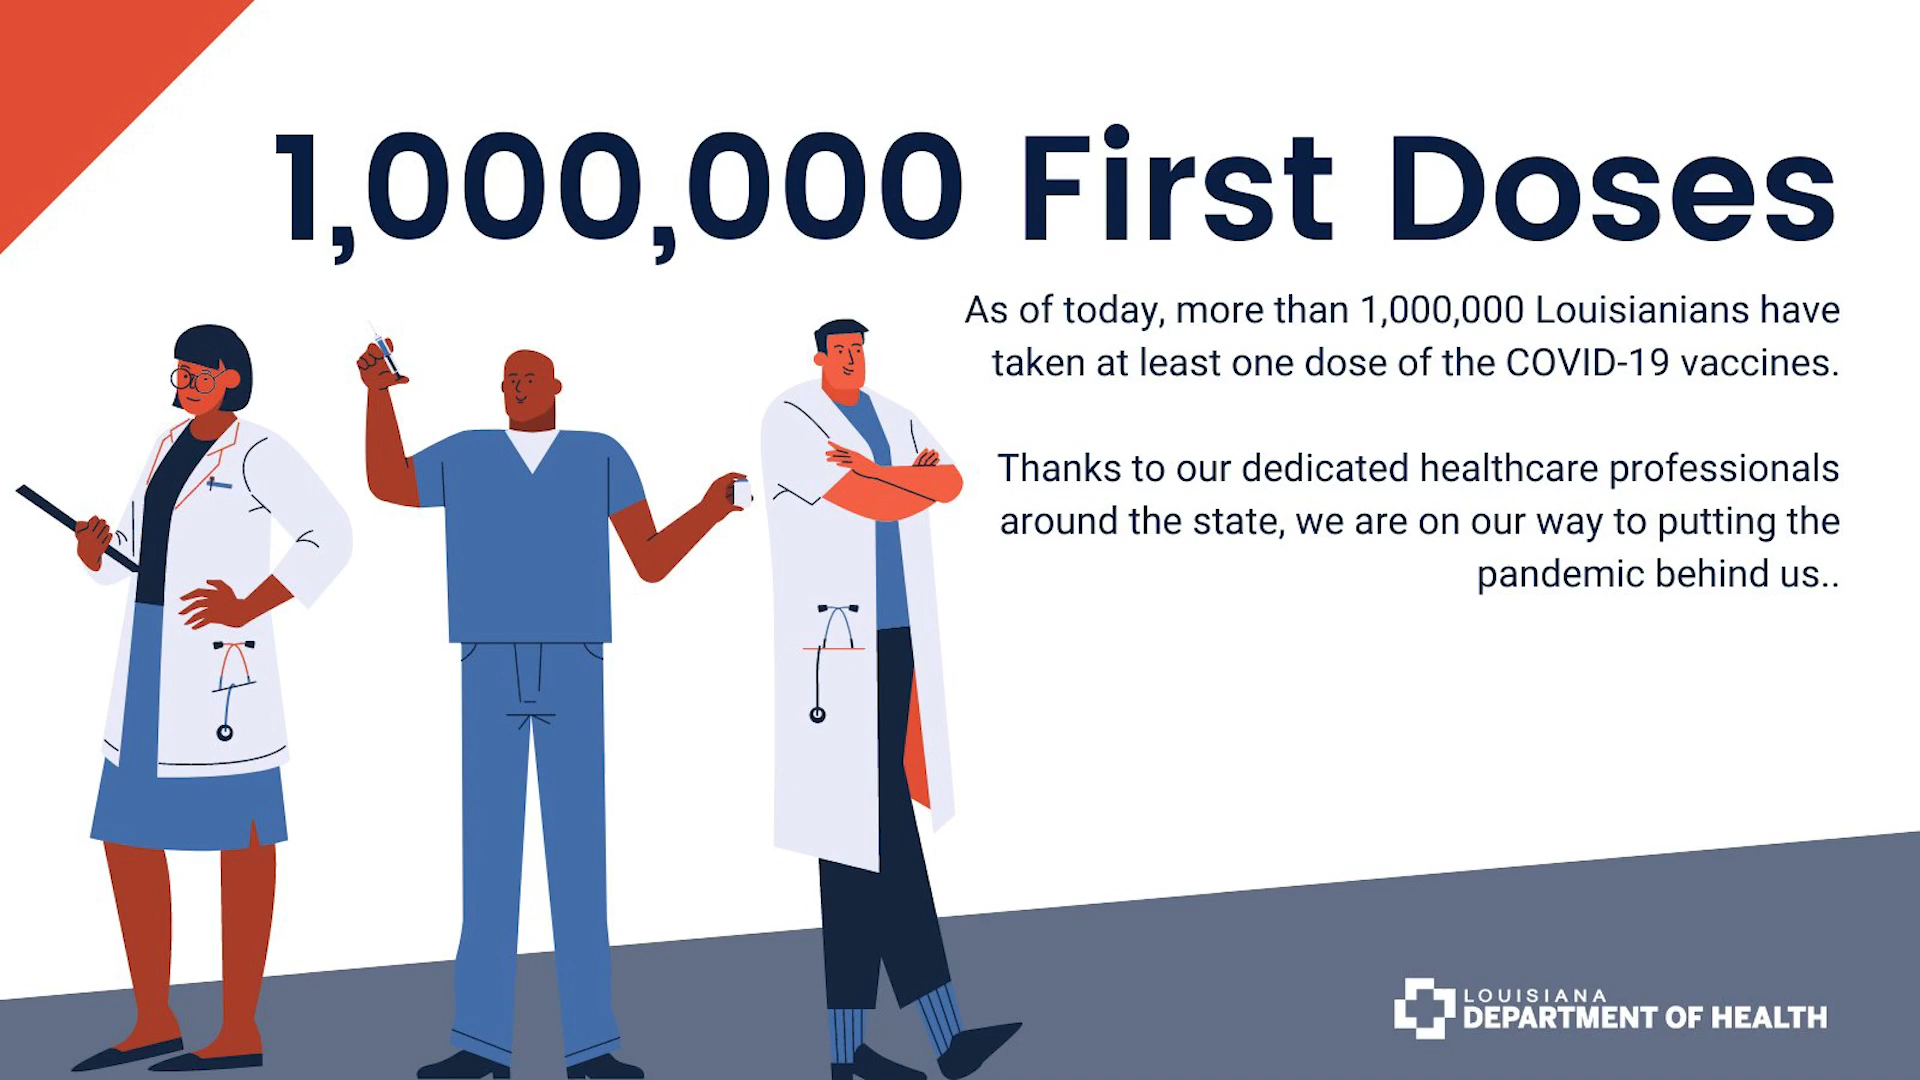 1,000,000 First Doses
As of today, more than 1,000,000 Louisianians have
taken at least one dose of the COVID-19 vaccines.
Thanks to our dedicated healthcare professionals
around the state, we are on our way to putting the
pandemic behind us..
LOUISIANA
DEPARTMENT OF HEALTH